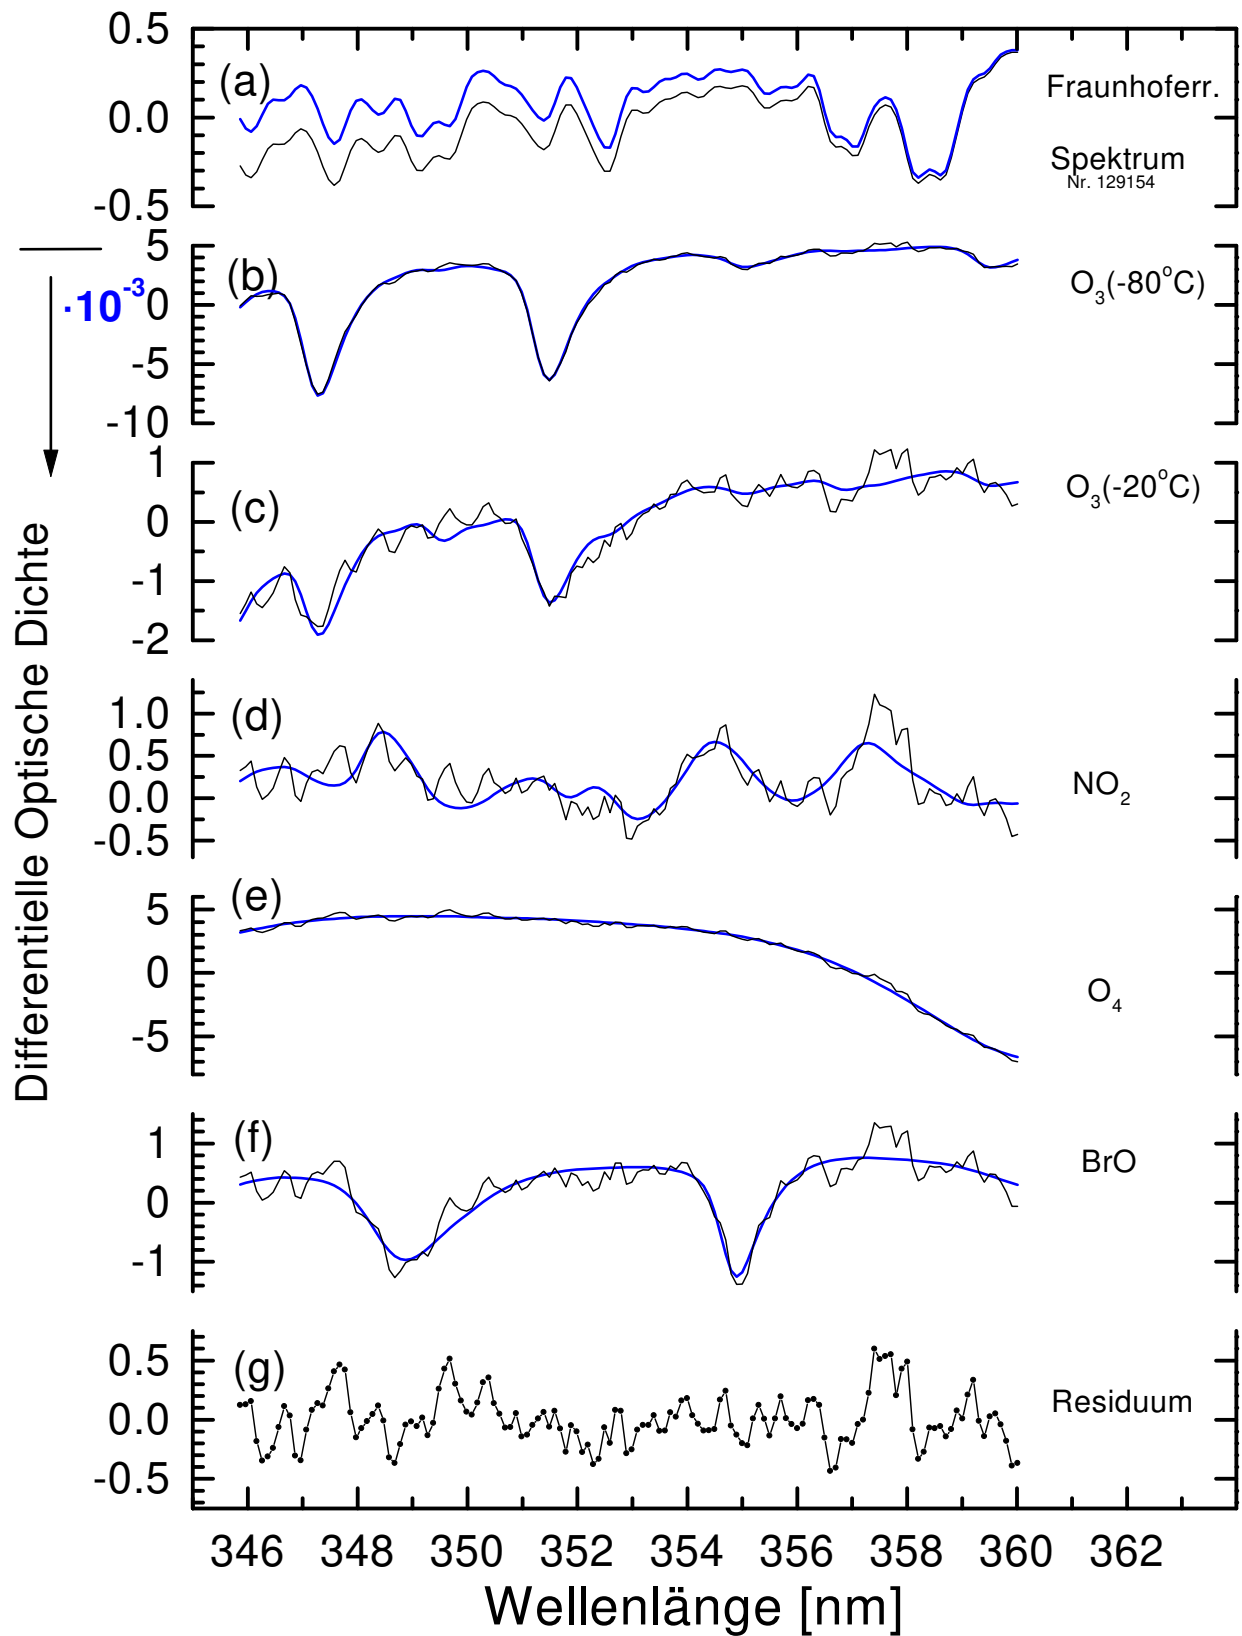 0.5
0.0
-0.5
(a)
Fraunhoferr.
Spektrum
Nr. 129154
5
0
-5
-10
·10⁻³
(b)
O₃(-80°C)
1
0
-1
-2
(c)
O₃(-20°C)
1.0
0.5
0.0
-0.5
(d)
NO₂
5
0
-5
(e)
O₄
1
0
-1
(f)
BrO
0.5
0.0
-0.5
(g)
Residuum
Differentielle Optische Dichte
346 348 350 352 354 356 358 360 362
Wellenlänge [nm]